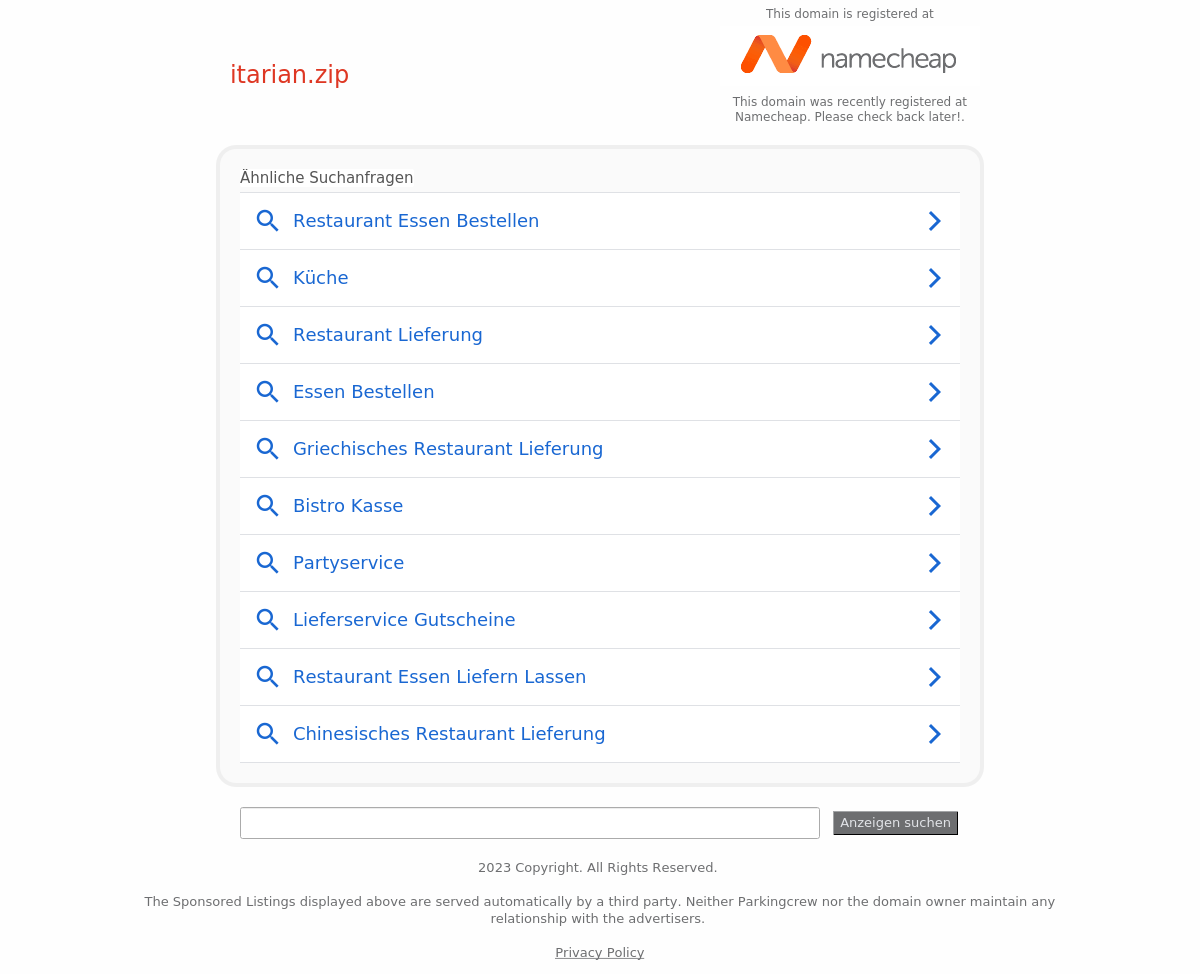 This domain is registered at
itarian.zip
namecheap
This domain was recently registered at
Namecheap. Please check back later!.
Ähnliche Suchanfragen
Restaurant Essen Bestellen
Küche
Restaurant Lieferung
Essen Bestellen
Griechisches Restaurant Lieferung
Bistro Kasse
Partyservice
Lieferservice Gutscheine
Restaurant Essen Liefern Lassen
Chinesisches Restaurant Lieferung
Anzeigen suchen
2023 Copyright. All Rights Reserved.
The Sponsored Listings displayed above are served automatically by a third party. Neither Parkingcrew nor the domain owner maintain any
relationship with the advertisers.
Privacy Policy